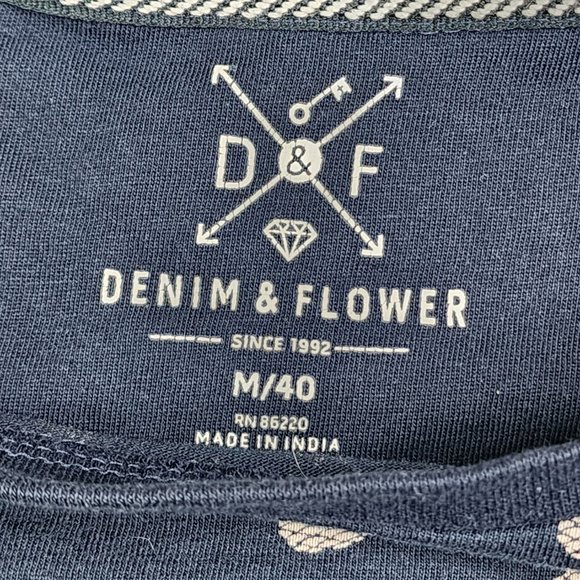 D & F
DENIM & FLOWER
SINCE 1992
M/40
RN 86220
MADE IN INDIA